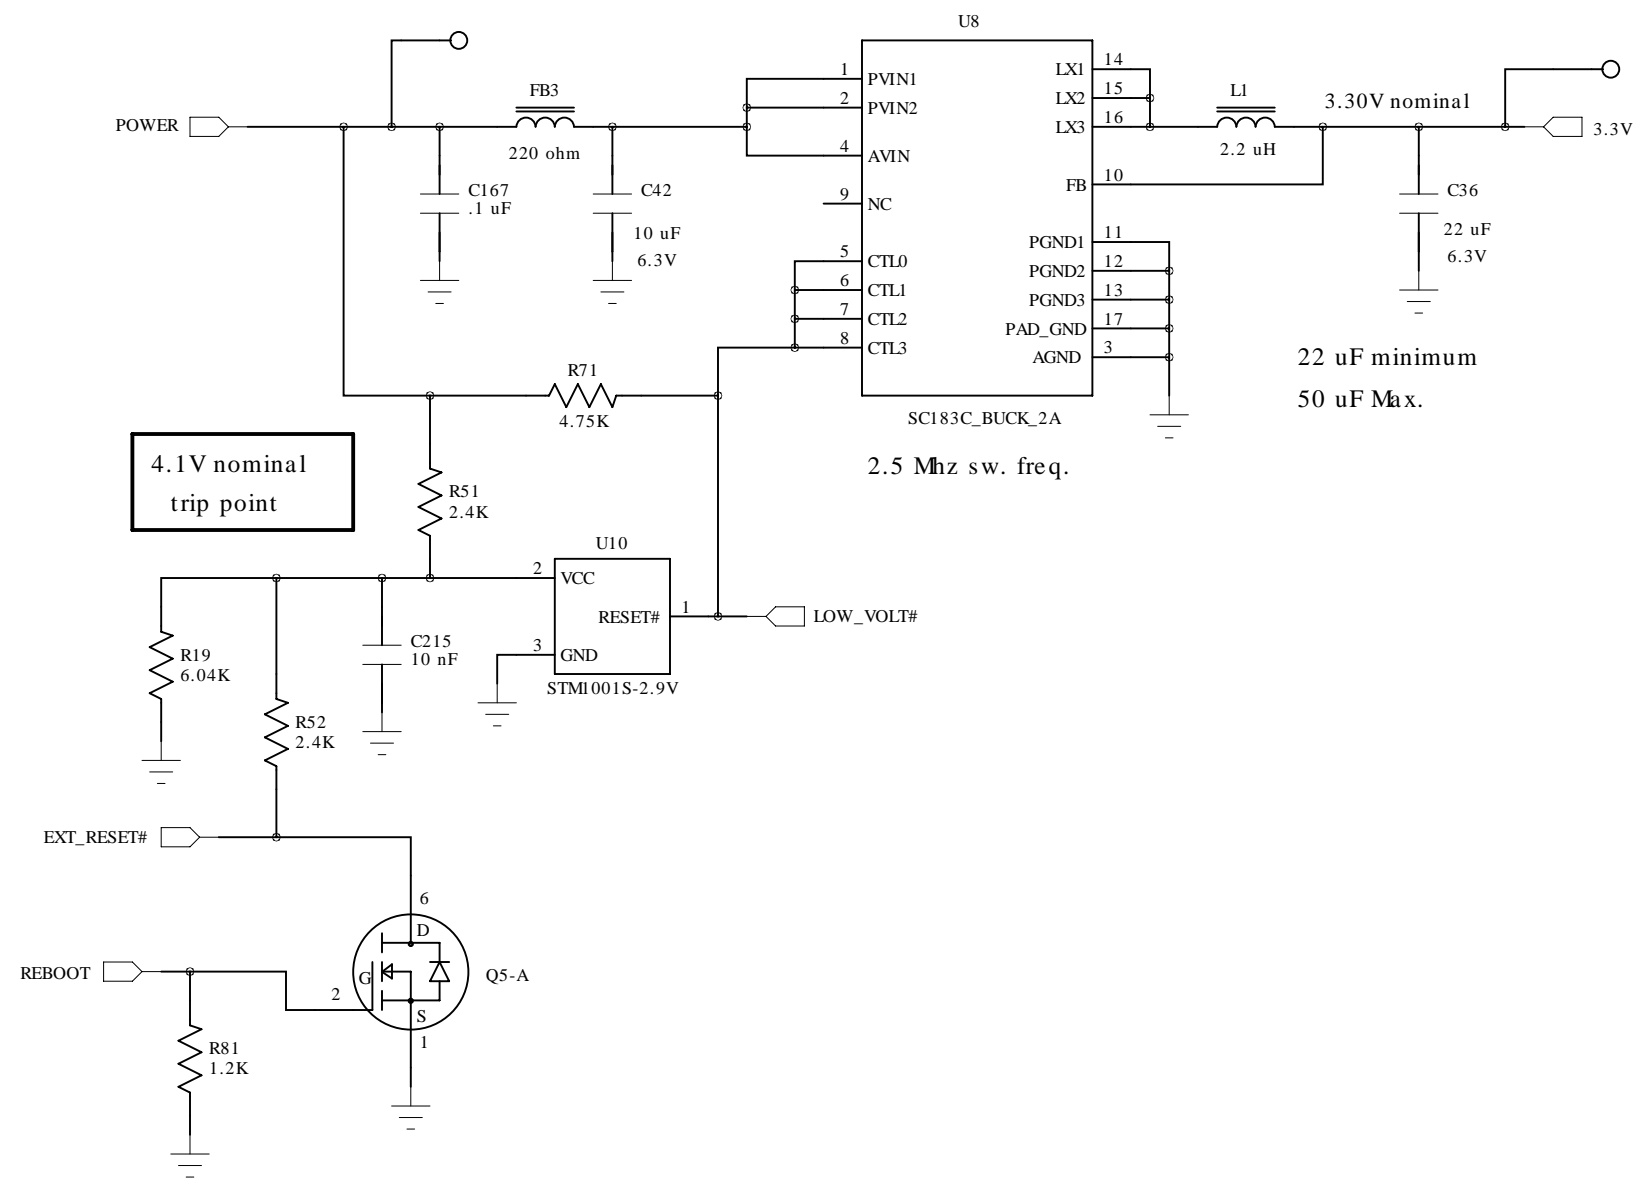 U8
POWER
FB3
220 ohm
C167
.1 uF
C42
10 uF
6.3V
1
PVIN1
2
PVIN2
4
AVIN
9
NC
5
CTL0
6
CTL1
7
CTL2
8
CTL3
LX1
14
LX2
15
LX3
16
FB
10
PGND1
11
PGND2
12
PGND3
13
PAD_GND
17
AGND
3
SC183C_BUCK_2A
2.5 Mhz sw. freq.
L1
2.2 uH
3.30V nominal
3.3V
C36
22 uF
6.3V
22 uF minimum
50 uF Max.
R71
4.75K
4.1V nominal
trip point
R51
2.4K
U10
2
VCC
RESET#
1
3
GND
STM1001S-2.9V
LOW_VOLT#
R19
6.04K
C215
10 nF
R52
2.4K
EXT_RESET#
6
D
G
S
2
1
Q5-A
REBOOT
R81
1.2K